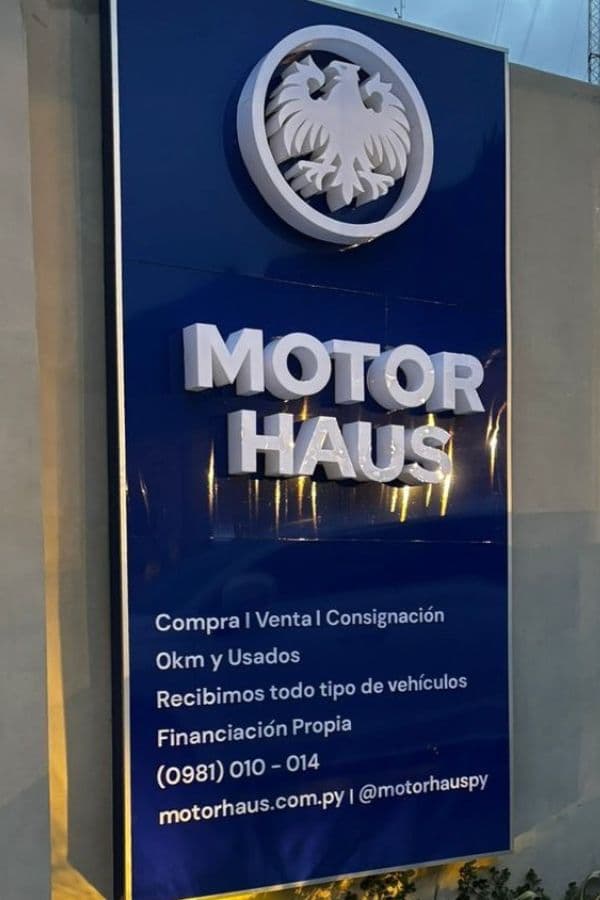 MOTOR
HAUS
Compra | Venta | Consignación
0km y Usados
Recibimos todo tipo de vehículos
Financiación Propia
(0981) 010 - 014
motorhaus.com.py | @motorhauspy